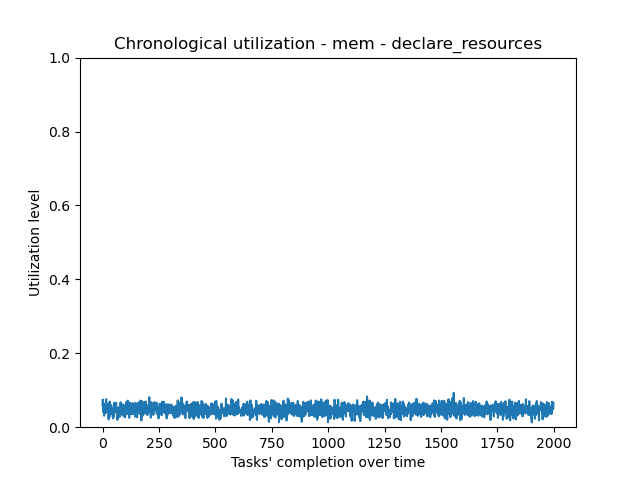 Chronological utilization - mem - declare_resources
1.0
0.8
0.6
0.4
0.2
0.0
Utilization level
0 250 500 750 1000 1250 1500 1750 2000
Tasks' completion over time